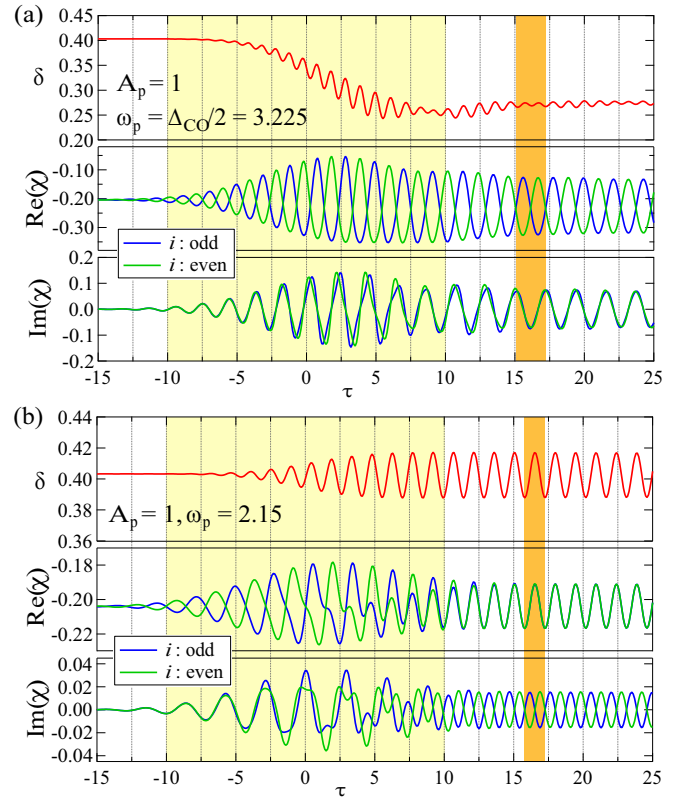 (a)
0.45
0.40
0.35
0.30
0.25
0.20
δ
A_p = 1
ω_p = Δ_CO/2 = 3.225
-0.10
-0.20
-0.30
Re(χ)
i : odd
i : even
0.2
0.1
0.0
-0.1
-0.2
Im(χ)
-15 -10 -5 0 5 10 15 20 25
τ
(b)
0.44
0.42
0.40
0.38
0.36
δ
A_p = 1, ω_p = 2.15
-0.18
-0.20
-0.22
Re(χ)
i : odd
i : even
0.04
0.02
0.00
-0.02
-0.04
Im(χ)
-15 -10 -5 0 5 10 15 20 25
τ